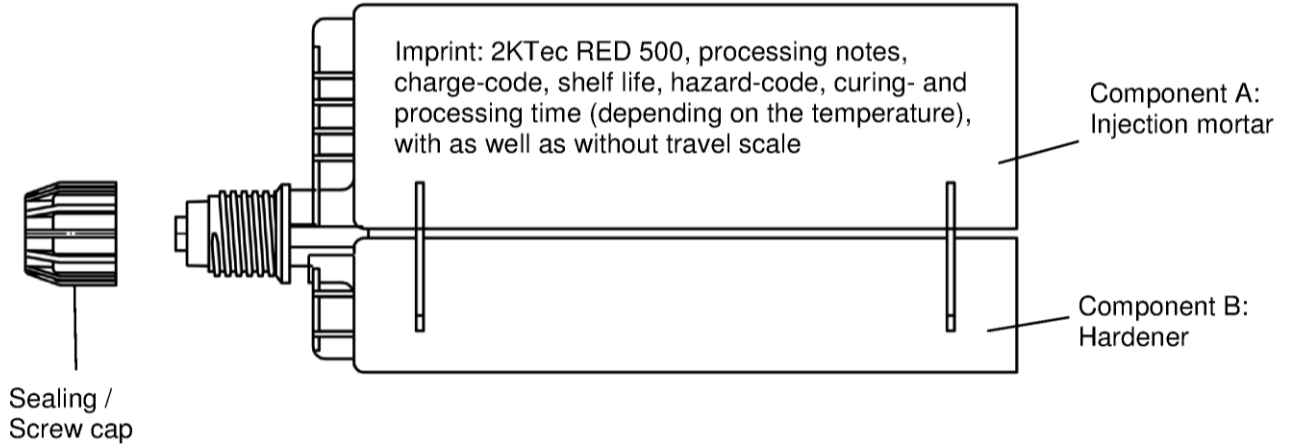 Imprint: 2KTec RED 500, processing notes,
charge-code, shelf life, hazard-code, curing- and
processing time (depending on the temperature),
with as well as without travel scale
Component A:
Injection mortar
Component B:
Hardener
Sealing /
Screw cap